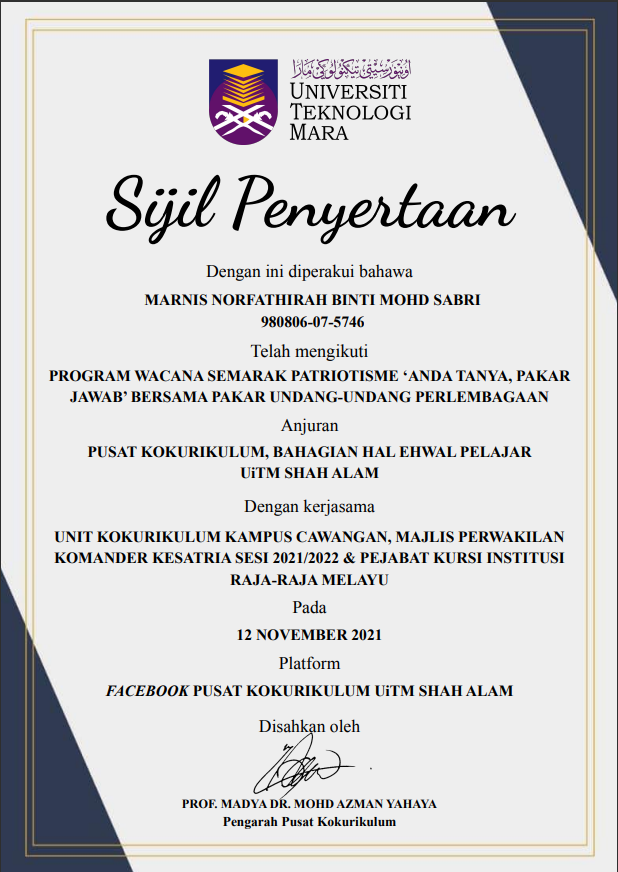 اونيۏرسيتي تيكنولوڬي مارا
UNIVERSITI
TEKNOLOGI
MARA
Sijil Penyertaan
Dengan ini diperakui bahawa
MARNIS NORFATHIRAH BINTI MOHD SABRI
980806-07-5746
Telah mengikuti
PROGRAM WACANA SEMARAK PATRIOTISME ‘ANDA TANYA, PAKAR
JAWAB’ BERSAMA PAKAR UNDANG-UNDANG PERLEMBAGAAN
Anjuran
PUSAT KOKURIKULUM, BAHAGIAN HAL EHWAL PELAJAR
UiTM SHAH ALAM
Dengan kerjasama
UNIT KOKURIKULUM KAMPUS CAWANGAN, MAJLIS PERWAKILAN
KOMANDER KESATRIA SESI 2021/2022 & PEJABAT KURSI INSTITUSI
RAJA-RAJA MELAYU
Pada
12 NOVEMBER 2021
Platform
FACEBOOK PUSAT KOKURIKULUM UiTM SHAH ALAM
Disahkan oleh
PROF. MADYA DR. MOHD AZMAN YAHAYA
Pengarah Pusat Kokurikulum